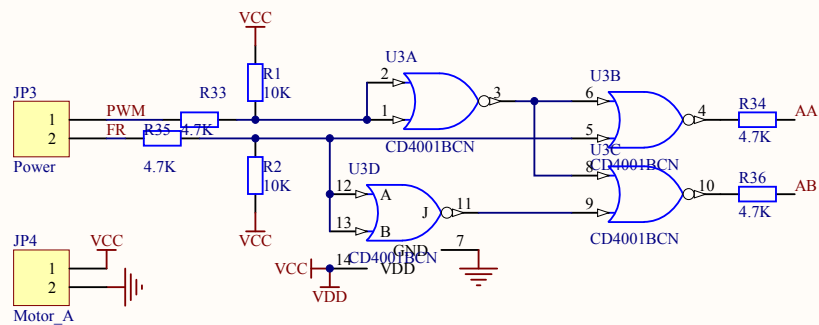 VCC
U3A
JP3
R33
R1
10K
2
3
U3B
PWM
1
1
6
4
R34
AA
FR
2
R35
4.7K
5
4.7K
Power
4.7K
CD4001BCN
U3C
CD4001BCN
R2
10K
U3D
8
10
R36
AB
12
A
J
11
9
4.7K
13
B
JP4
VCC
VCC
GND
7
CD4001BCN
CD4001BCN
1
VCC
14
VDD
2
VDD
Motor_A